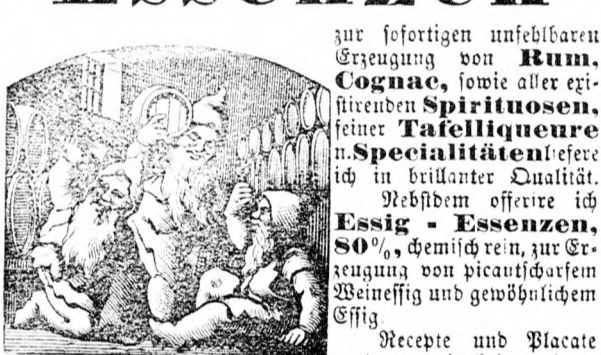 zur sofortigen unfehlbaren
Erzeugung von Rum,
Cognac, sowie aller exi-
stirenden Spirituosen,
feiner Tafelliqueure
u. Specialitäten liefere
ich in brillanter Qualität.
Nebstdem offerire ich
Essig - Essenzen,
80%, chemisch rein, zur Er-
zeugung von picantscharfem
Weinessig und gewöhnlichem
Essig.
Recepte und Placate